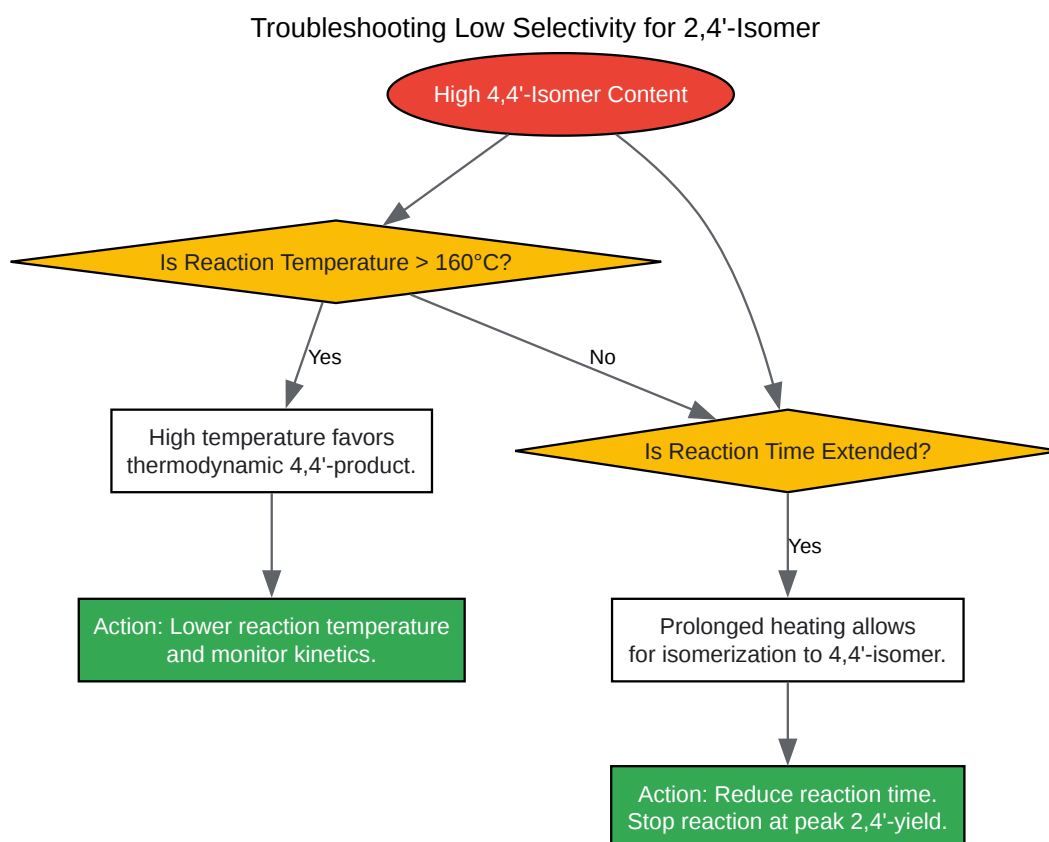 Troubleshooting Low Selectivity for 2,4'-Isomer
High 4,4'-Isomer Content
Is Reaction Temperature > 160°C?
Yes
No
High temperature favors
thermodynamic 4,4'-product.
Is Reaction Time Extended?
Yes
Action: Lower reaction temperature
and monitor kinetics.
Prolonged heating allows
for isomerization to 4,4'-isomer.
Action: Reduce reaction time.
Stop reaction at peak 2,4'-yield.